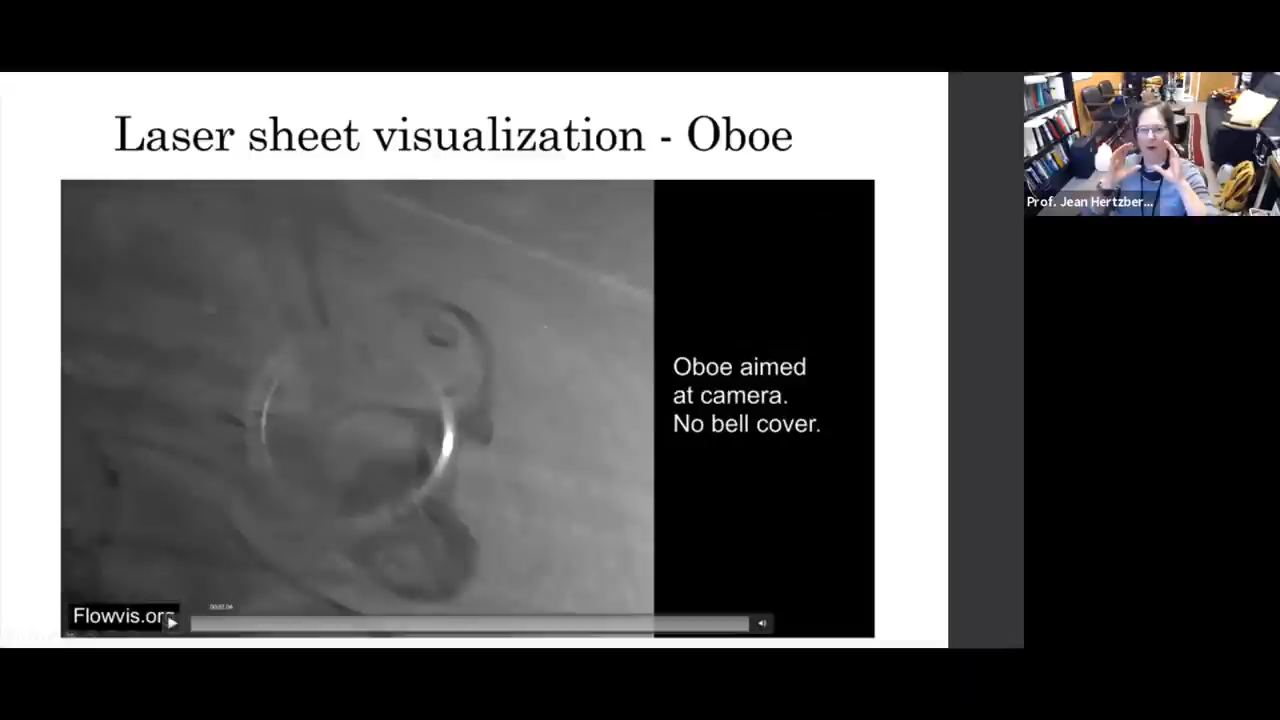 Laser sheet visualization - Oboe
Prof. Jean Hertzber...
Oboe aimed
at camera.
No bell cover.
Flowvis.org